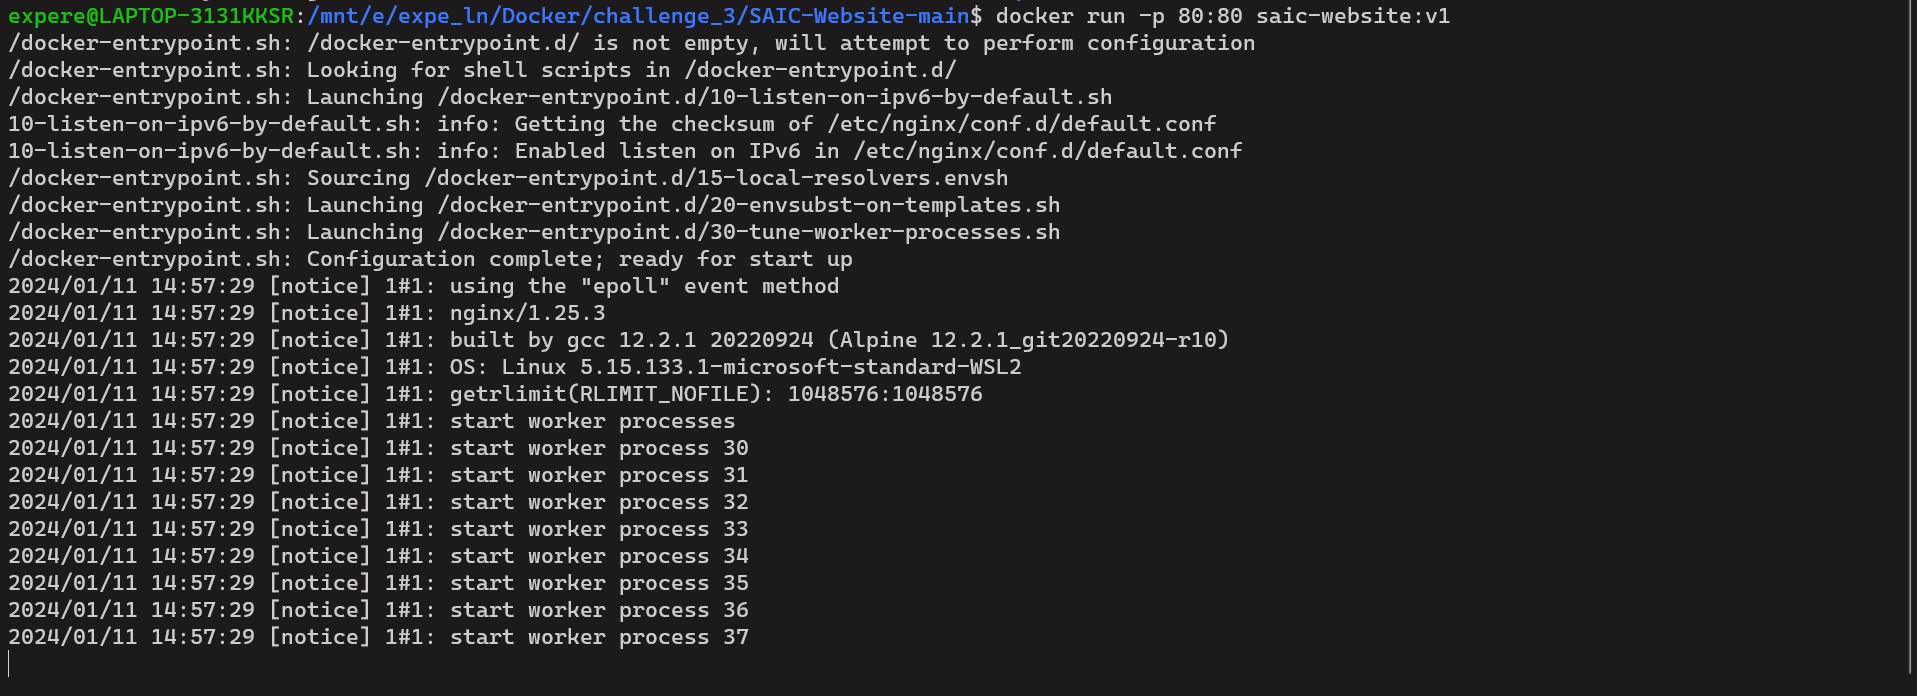 expere@LAPTOP-3131KKSR:/mnt/e/expe_ln/Docker/challenge_3/SAIC-Website-main$ docker run -p 80:80 saic-website:v1
/docker-entrypoint.sh: /docker-entrypoint.d/ is not empty, will attempt to perform configuration
/docker-entrypoint.sh: Looking for shell scripts in /docker-entrypoint.d/
/docker-entrypoint.sh: Launching /docker-entrypoint.d/10-listen-on-ipv6-by-default.sh
10-listen-on-ipv6-by-default.sh: info: Getting the checksum of /etc/nginx/conf.d/default.conf
10-listen-on-ipv6-by-default.sh: info: Enabled listen on IPv6 in /etc/nginx/conf.d/default.conf
/docker-entrypoint.sh: Sourcing /docker-entrypoint.d/15-local-resolvers.envsh
/docker-entrypoint.sh: Launching /docker-entrypoint.d/20-envsubst-on-templates.sh
/docker-entrypoint.sh: Launching /docker-entrypoint.d/30-tune-worker-processes.sh
/docker-entrypoint.sh: Configuration complete; ready for start up
2024/01/11 14:57:29 [notice] 1#1: using the "epoll" event method
2024/01/11 14:57:29 [notice] 1#1: nginx/1.25.3
2024/01/11 14:57:29 [notice] 1#1: built by gcc 12.2.1 20220924 (Alpine 12.2.1_git20220924-r10)
2024/01/11 14:57:29 [notice] 1#1: OS: Linux 5.15.133.1-microsoft-standard-WSL2
2024/01/11 14:57:29 [notice] 1#1: getrlimit(RLIMIT_NOFILE): 1048576:1048576
2024/01/11 14:57:29 [notice] 1#1: start worker processes
2024/01/11 14:57:29 [notice] 1#1: start worker process 30
2024/01/11 14:57:29 [notice] 1#1: start worker process 31
2024/01/11 14:57:29 [notice] 1#1: start worker process 32
2024/01/11 14:57:29 [notice] 1#1: start worker process 33
2024/01/11 14:57:29 [notice] 1#1: start worker process 34
2024/01/11 14:57:29 [notice] 1#1: start worker process 35
2024/01/11 14:57:29 [notice] 1#1: start worker process 36
2024/01/11 14:57:29 [notice] 1#1: start worker process 37